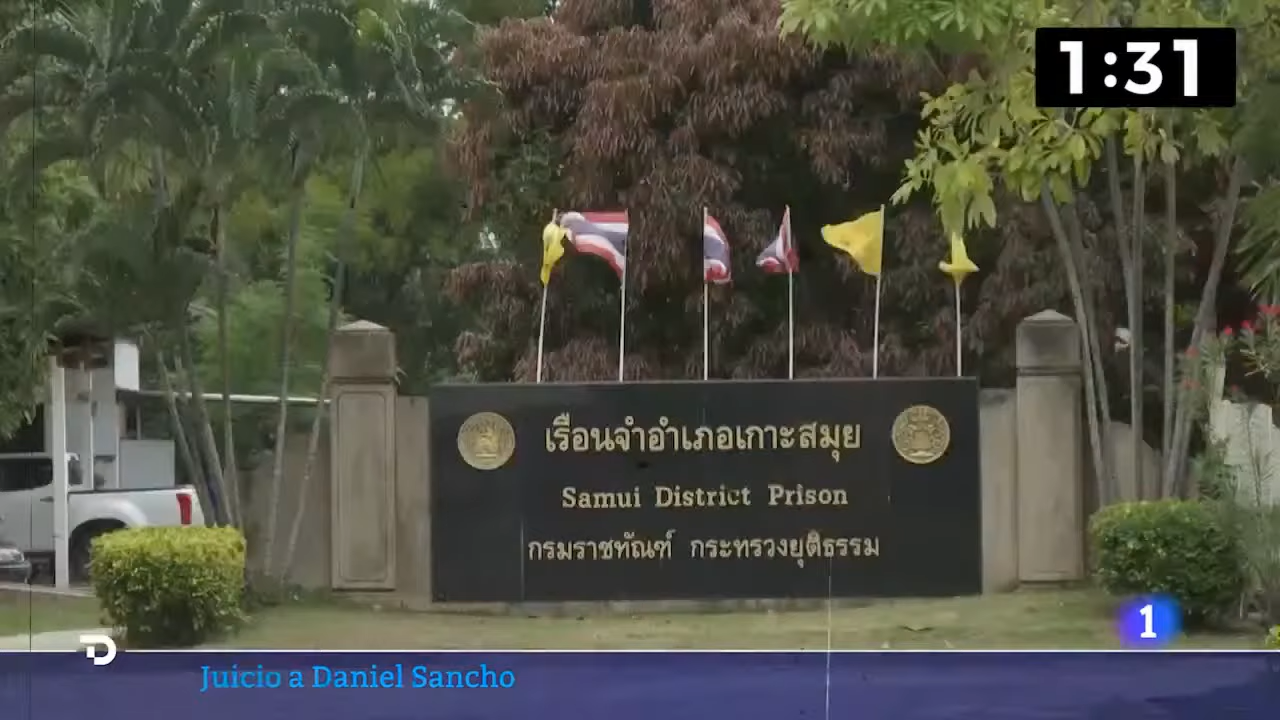 1:31
เรือนจำอำเภอเกาะสมุย
Samui District Prison
กรมราชทัณฑ์ กระทรวงยุติธรรม
1
Juicio a Daniel Sancho